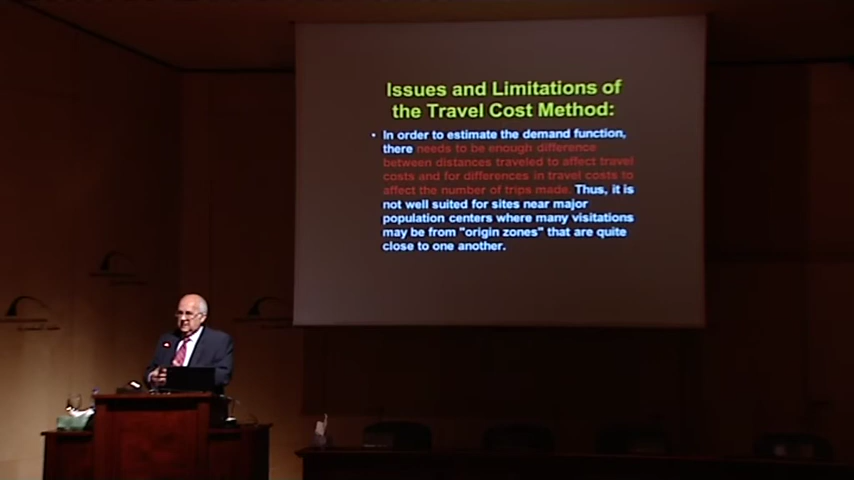 Issues and Limitations of
the Travel Cost Method:
• In order to estimate the demand function,
there needs to be enough difference
between distances traveled to affect travel
costs and for differences in travel costs to
affect the number of trips made. Thus, it is
not well suited for sites near major
population centers where many visitations
may be from "origin zones" that are quite
close to one another.